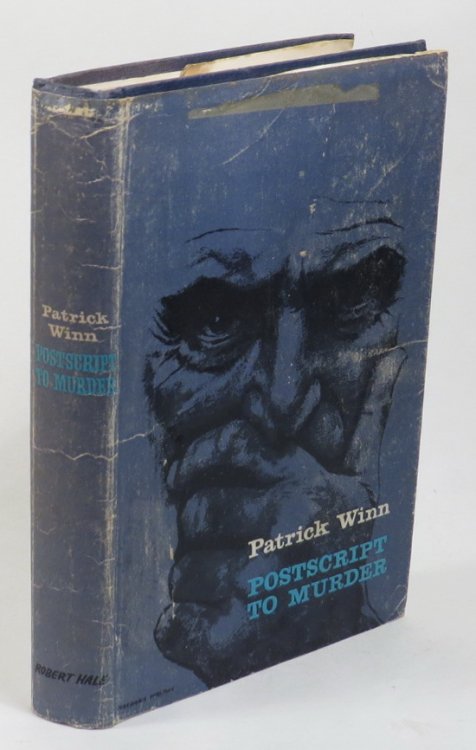 Patrick
Winn
POSTSCRIPT
TO MURDER
ROBERT HALE
Patrick Winn
POSTSCRIPT
TO MURDER